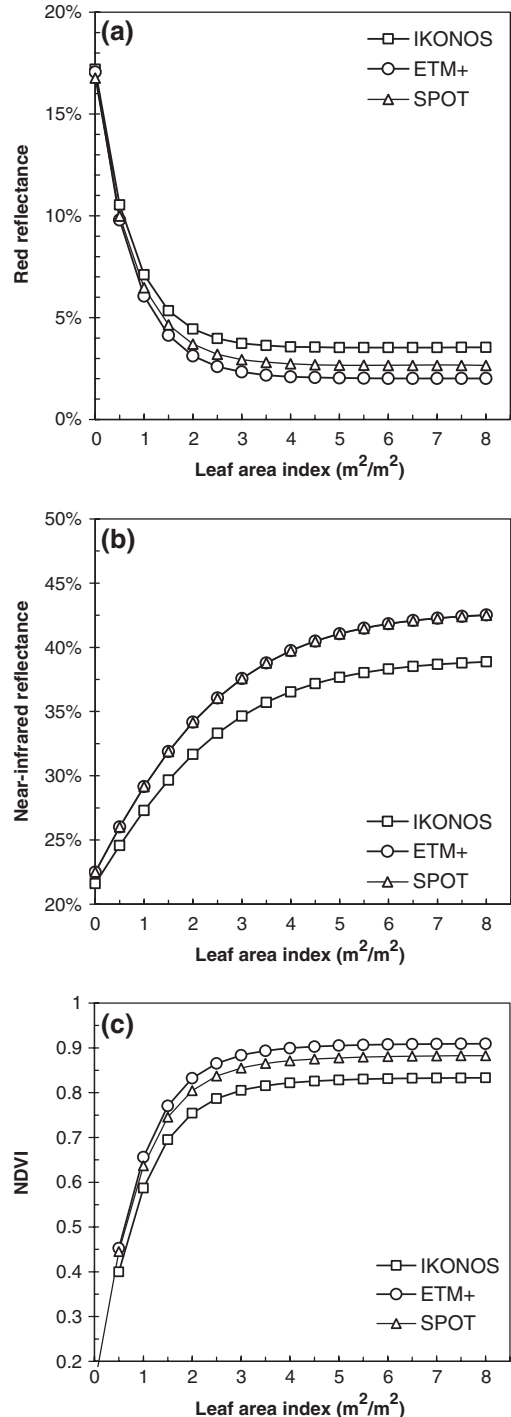 (a)
20%
15%
10%
5%
0%
Red reflectance
IKONOS
ETM+
SPOT
0 1 2 3 4 5 6 7 8
Leaf area index (m²/m²)
(b)
50%
45%
40%
35%
30%
25%
20%
Near-infrared reflectance
IKONOS
ETM+
SPOT
0 1 2 3 4 5 6 7 8
Leaf area index (m²/m²)
(c)
1
0.9
0.8
0.7
0.6
0.5
0.4
0.3
0.2
NDVI
IKONOS
ETM+
SPOT
0 1 2 3 4 5 6 7 8
Leaf area index (m²/m²)